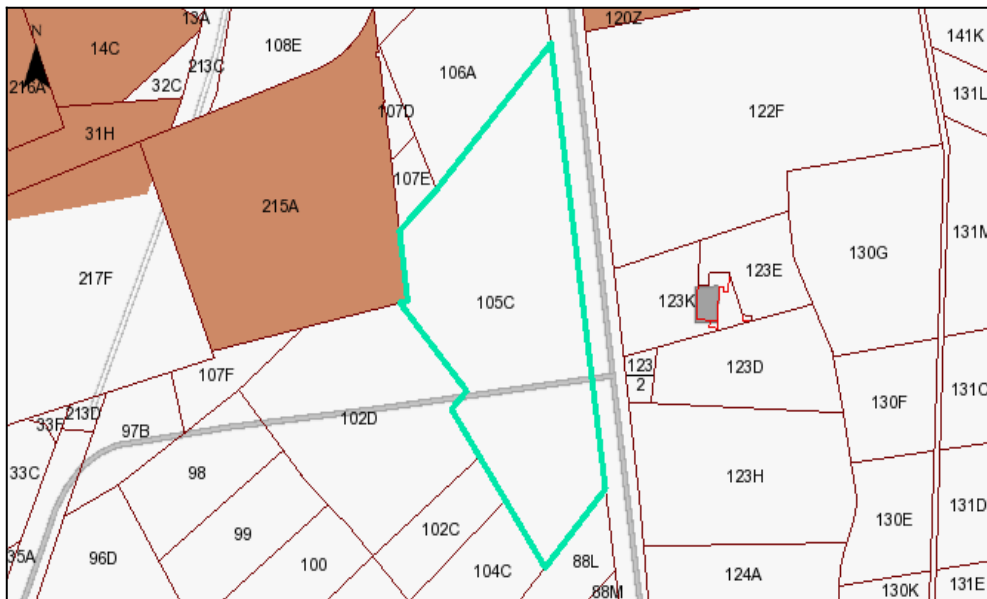 13A
120Z
N
14C
108E
141K
213C
106A
216A
32C
131L
107D
122F
31H
107E
215A
131M
130G
123E
217F
123K
105C
123
123D
107F
2
131C
130F
213D
102D
33F
97B
33C
98
123H
131D
102C
99
130E
35A
96D
100
104C
88L
124A
131E
88M
130K